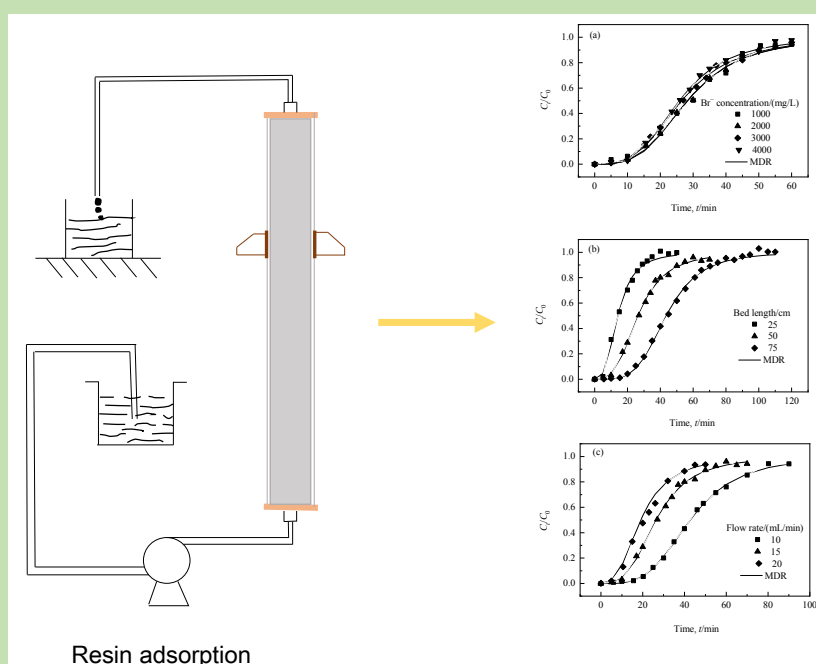 (a)
1.0
0.8
0.6
0.4
0.2
0.0
Cₜ/C₀
Br⁻ concentration/(mg/L)
1000
2000
3000
4000
MDR
0 10 20 30 40 50 60
Time, t/min
(b)
1.0
0.8
0.6
0.4
0.2
0.0
Cₜ/C₀
Bed length/cm
25
50
75
MDR
0 20 40 60 80 100 120
Time, t/min
(c)
1.0
0.8
0.6
0.4
0.2
0.0
Cₜ/C₀
Flow rate/(mL/min)
10
15
20
MDR
0 20 40 60 80 100
Time, t/min
Resin adsorption